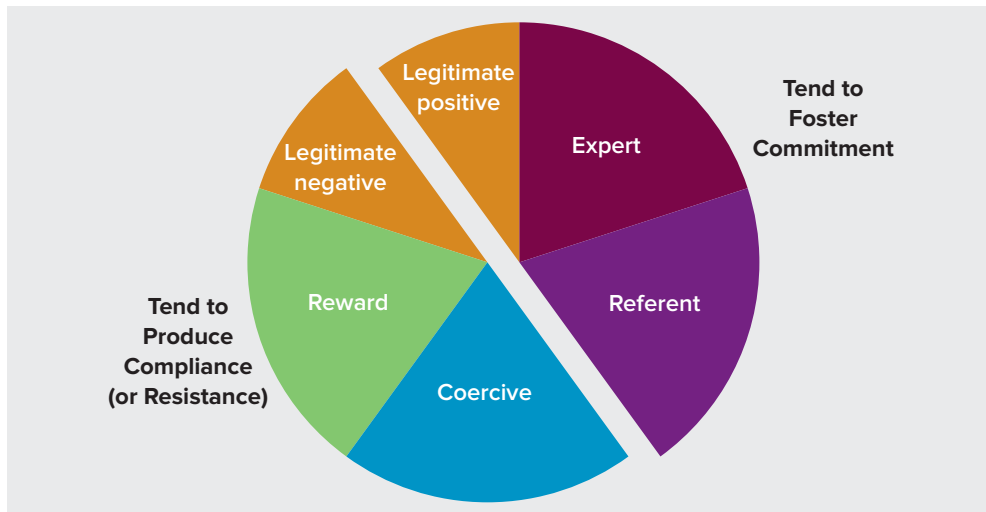 Legitimate
positive
Expert
Tend to
Foster
Commitment
Legitimate
negative
Reward
Referent
Tend to
Produce
Compliance
(or Resistance)
Coercive